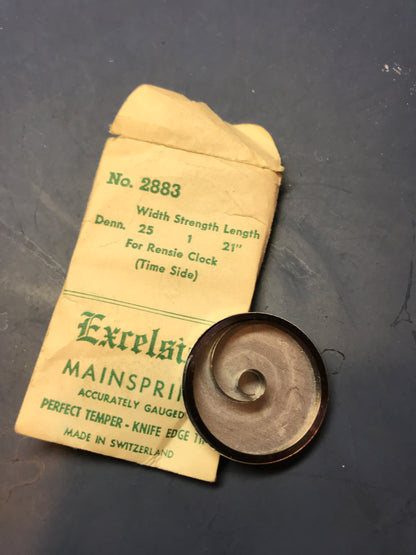 No. 2883
Width Strength Length
Denn. 25 1 21"
For Rensie Clock
(Time Side)
Excelsi
MAINSPRIN
ACCURATELY GAUGED
PERFECT TEMPER - KNIFE EDGE
MADE IN SWITZERLAND